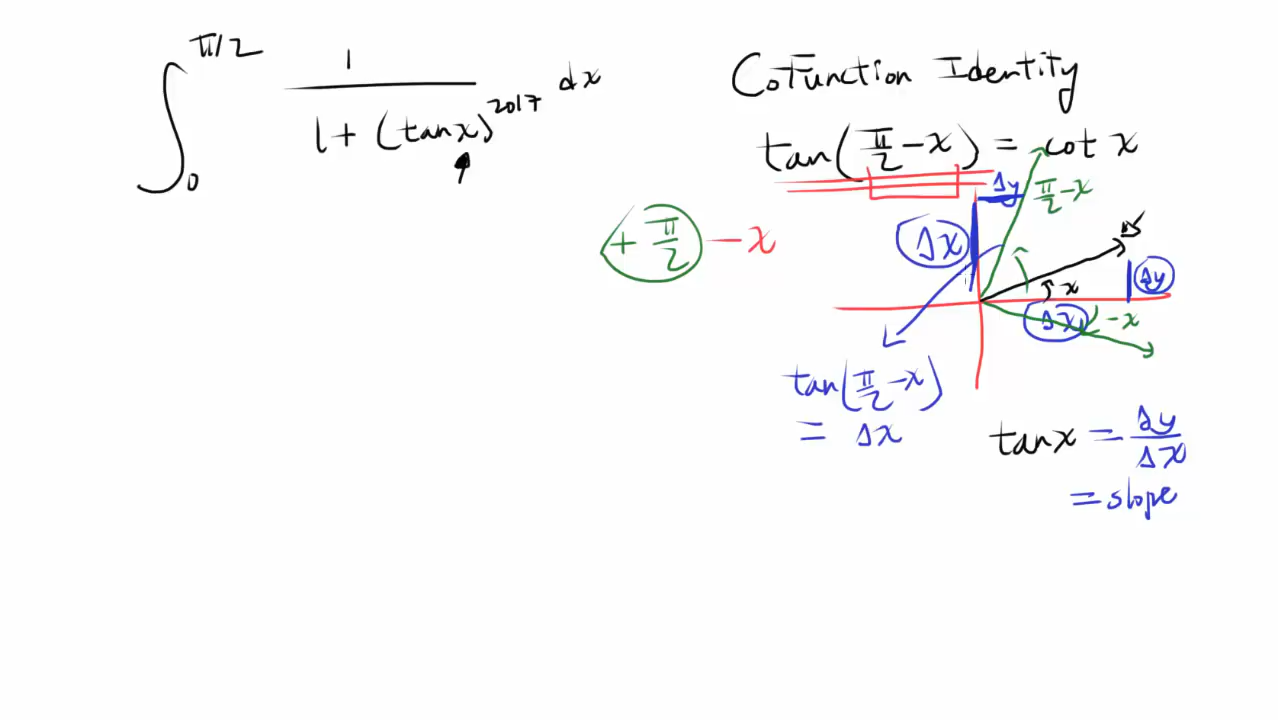 ∫₀^(π/2) 1 / (1 + (tan x)^2017) dx
CoFunction Identity
tan(π/2 − x) = cot x
+ π/2 − x
Δy
π/2 − x
Δx
Δy
x
Δx
−x
tan(π/2 − x)
= Δx
tan x = Δy/Δx
= slope